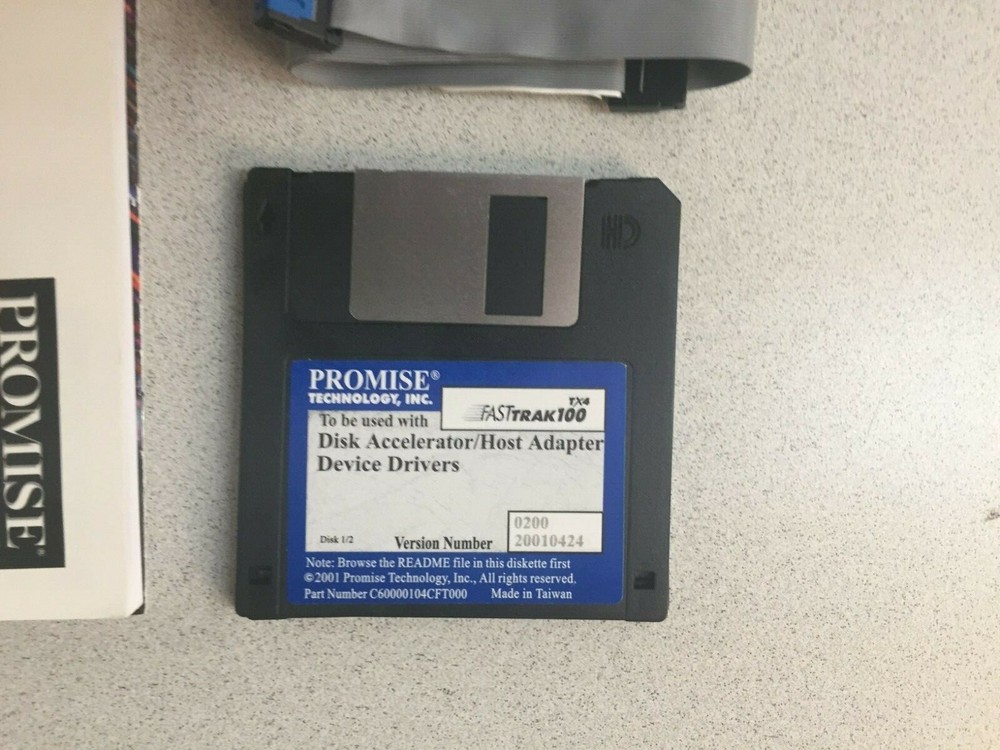 PROMISE®
HD
PROMISE®
TECHNOLOGY, INC.
FASTTRAK100 TX4
To be used with
Disk Accelerator/Host Adapter
Device Drivers
Disk 1/2
Version Number
0200
20010424
Note: Browse the README file in this diskette first
©2001 Promise Technology, Inc., All rights reserved.
Part Number C60000104CFT000 Made in Taiwan